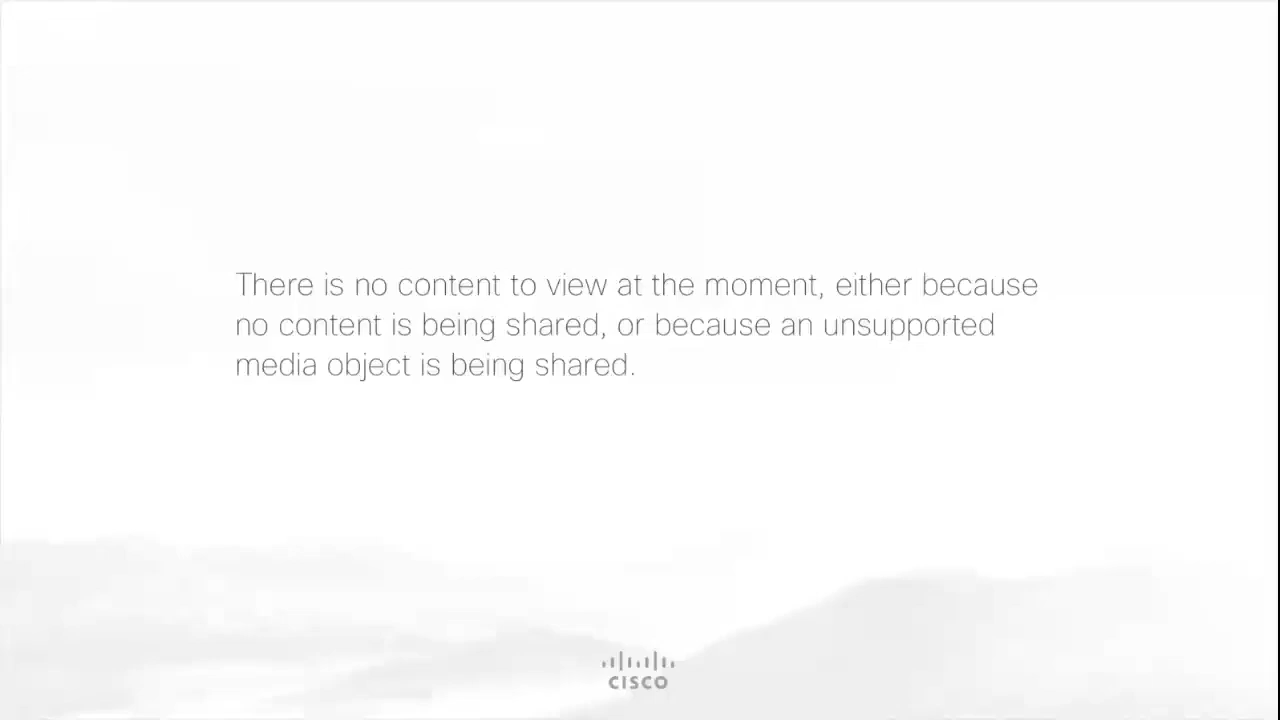 There is no content to view at the moment, either because
no content is being shared, or because an unsupported
media object is being shared.
CISCO